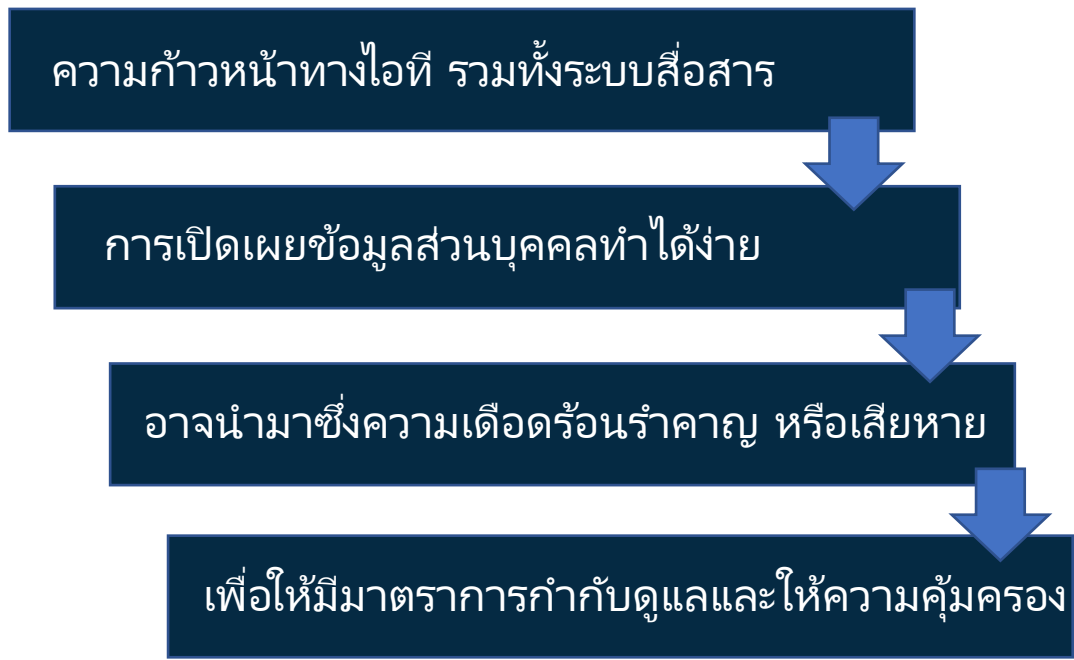 ความก้าวหน้าทางไอที รวมทั้งระบบสื่อสาร
การเปิดเผยข้อมูลส่วนบุคคลทำได้ง่าย
อาจนำมาซึ่งความเดือดร้อนรำคาญ หรือเสียหาย
เพื่อให้มีมาตราการกำกับดูแลและให้ความคุ้มครอง